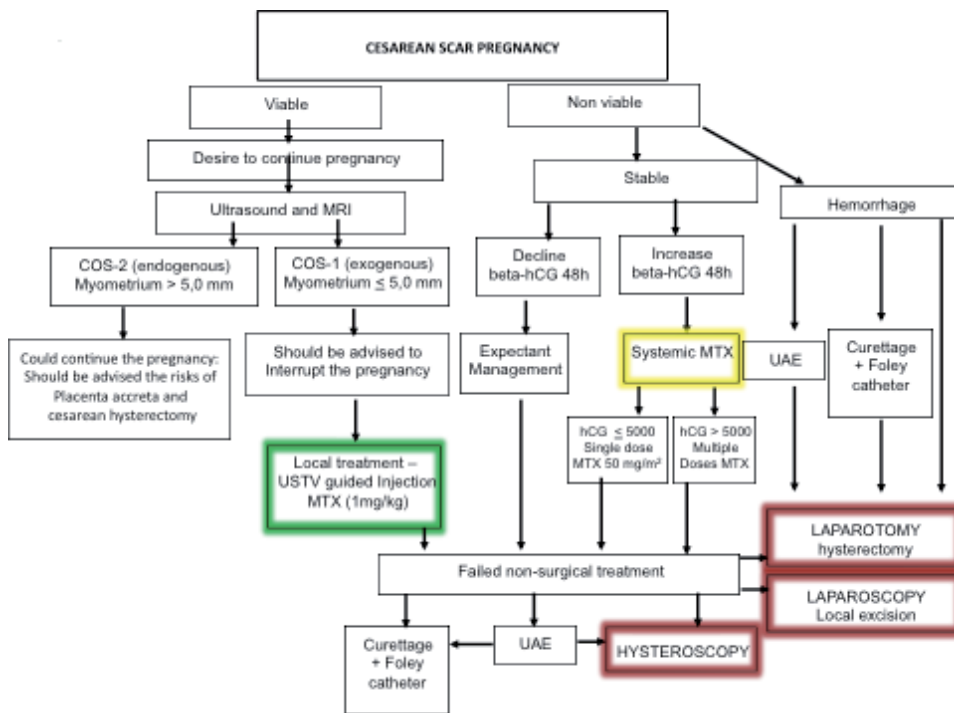 CESAREAN SCAR PREGNANCY
Viable
Non viable
Desire to continue pregnancy
Stable
Ultrasound and MRI
Hemorrhage
COS-2 (endogenous)
Myometrium > 5,0 mm
COS-1 (exogenous)
Myometrium ≤ 5,0 mm
Decline
beta-hCG 48h
Increase
beta-hCG 48h
Could continue the pregnancy:
Should be advised the risks of
Placenta accreta and
cesarean hysterectomy
Should be advised to
Interrupt the pregnancy
Expectant
Management
Systemic MTX
UAE
Curettage
+ Foley
catheter
hCG ≤ 5000
Single dose
MTX 50 mg/m²
hCG > 5000
Multiple
Doses MTX
Local treatment –
USTV guided Injection
MTX (1mg/kg)
LAPAROTOMY
hysterectomy
Failed non-surgical treatment
LAPAROSCOPY
Local excision
Curettage
+ Foley
catheter
UAE
HYSTEROSCOPY